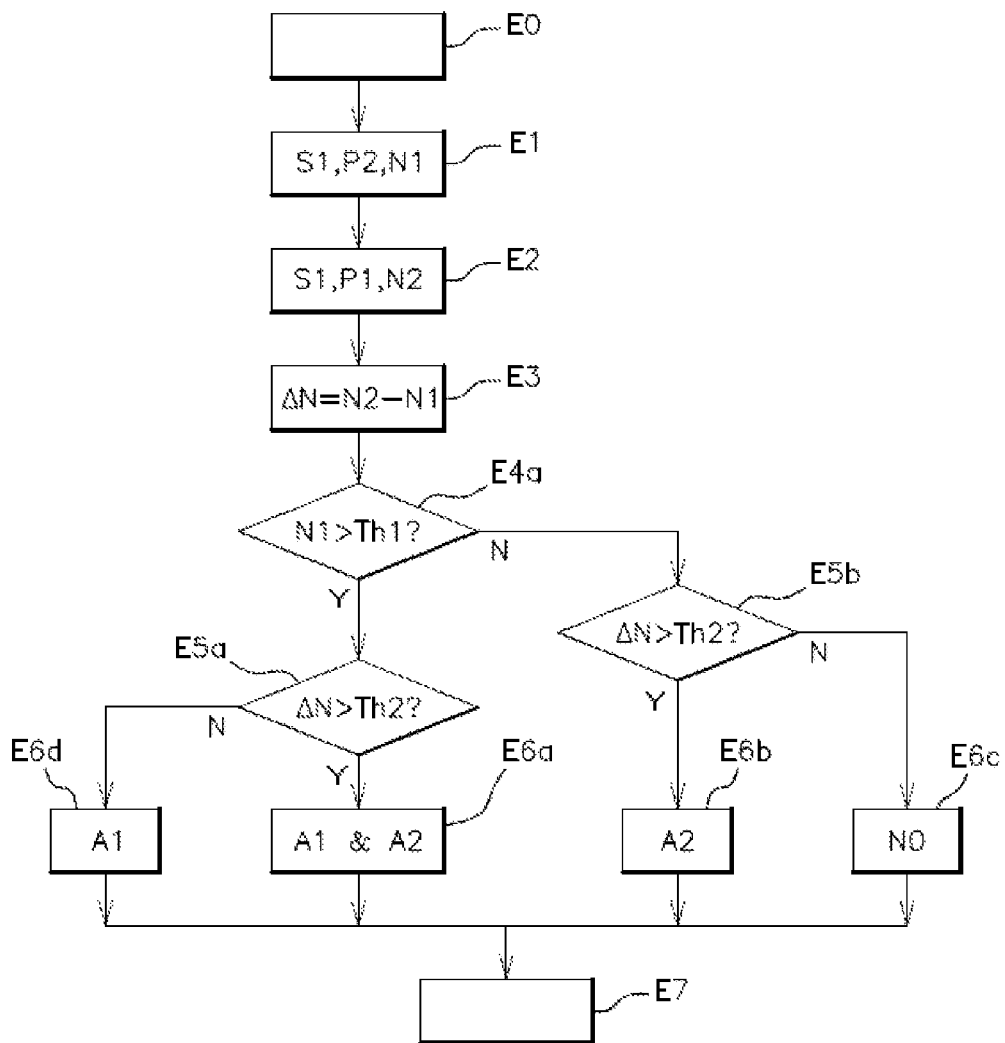 E0
S1,P2,N1
E1
S1,P1,N2
E2
ΔN=N2-N1
E3
E4a
N1>Th1?
N
Y
E5b
ΔN>Th2?
N
Y
E5a
ΔN>Th2?
N
Y
E6d
E6a
E6b
E6c
A1
A1 & A2
A2
NO
E7